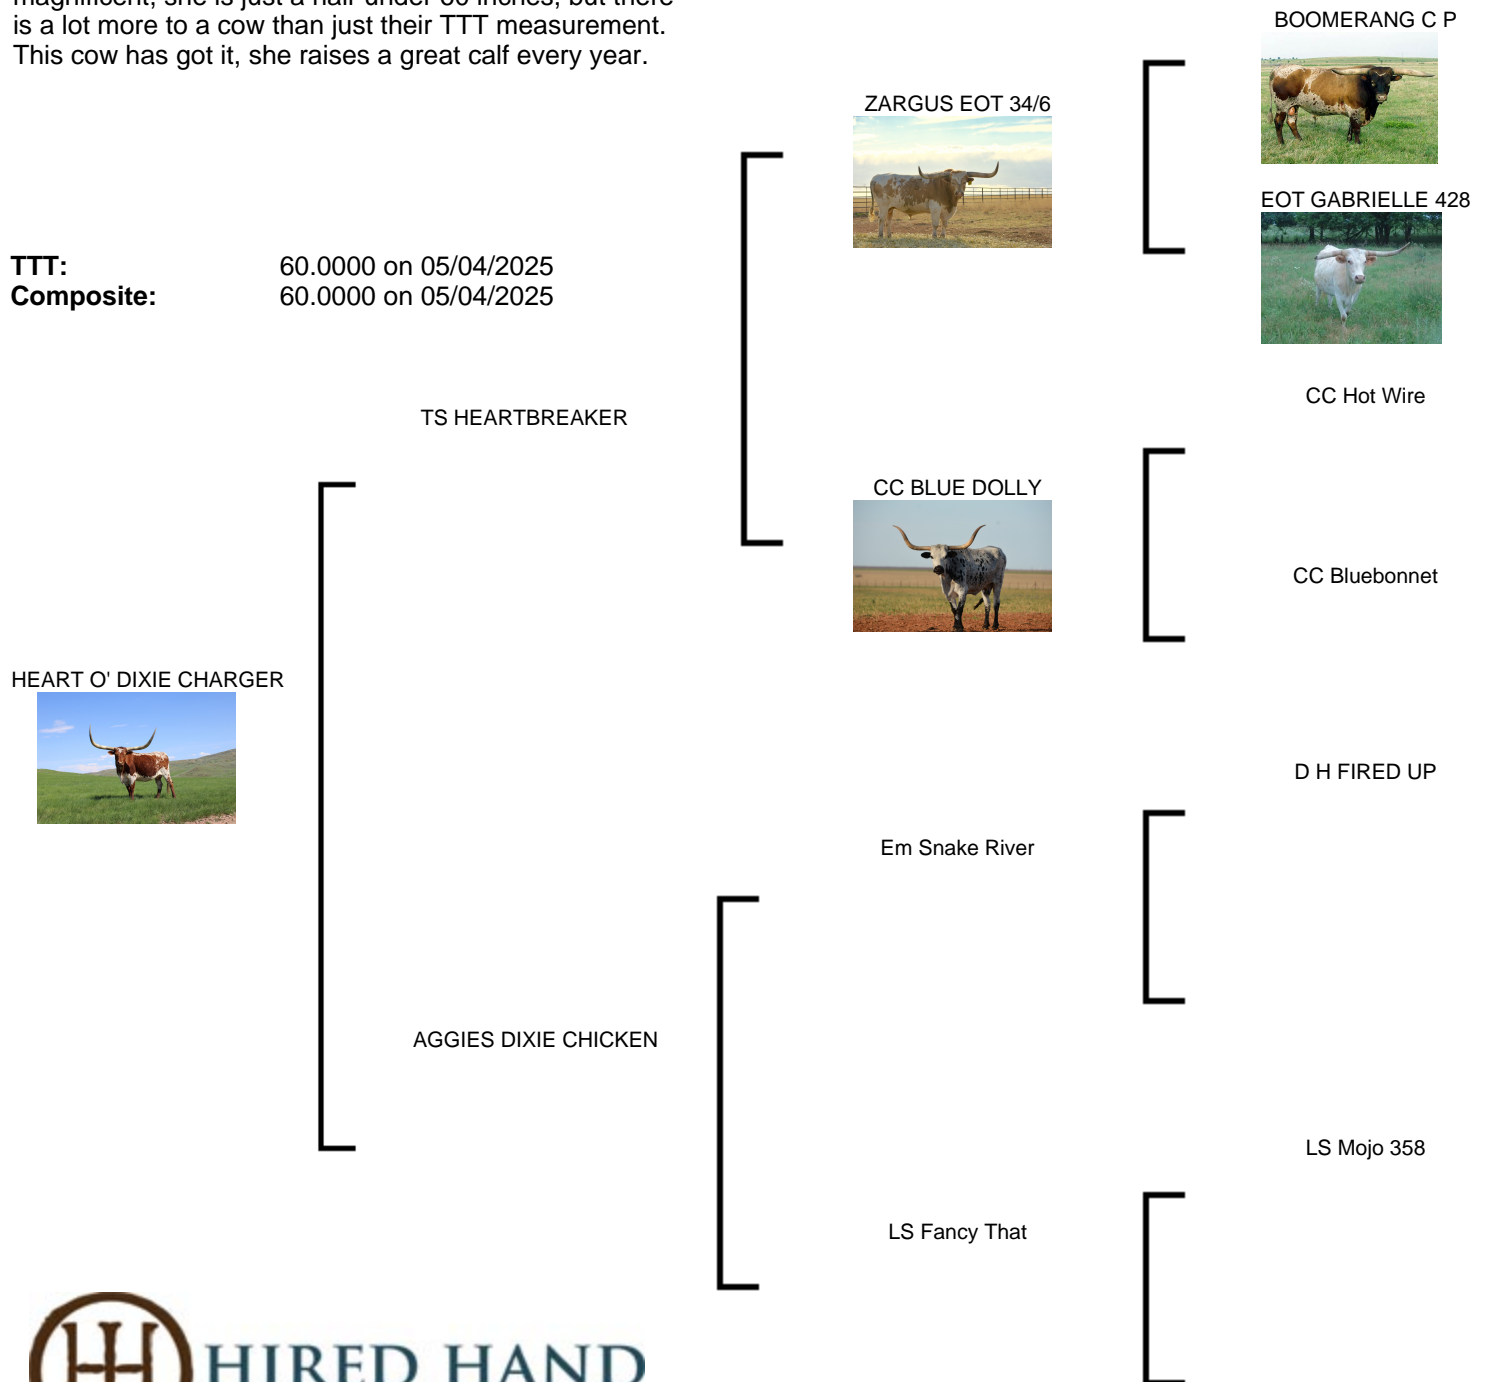 is a lot more to a cow than just their TTT measurement.
This cow has got it, she raises a great calf every year.
BOOMERANG C P
ZARGUS EOT 34/6
EOT GABRIELLE 428
TTT: 60.0000 on 05/04/2025
Composite: 60.0000 on 05/04/2025
CC Hot Wire
TS HEARTBREAKER
CC BLUE DOLLY
CC Bluebonnet
HEART O' DIXIE CHARGER
D H FIRED UP
Em Snake River
AGGIES DIXIE CHICKEN
LS Mojo 358
LS Fancy That
HIRED HAND